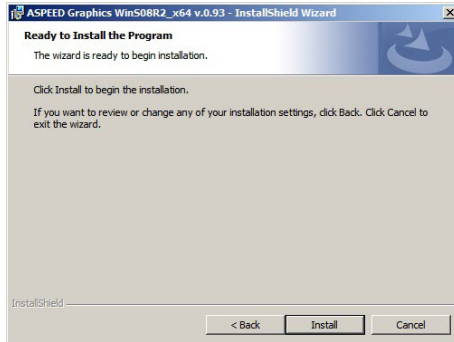 ASPEED Graphics WinS08R2_x64 v.0.93 - InstallShield Wizard
Ready to Install the Program
The wizard is ready to begin installation.
Click Install to begin the installation.
If you want to review or change any of your installation settings, click Back. Click Cancel to
exit the wizard.
InstallShield
< Back Install Cancel